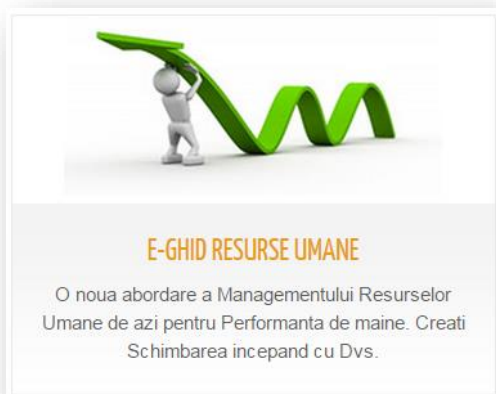 E-GHID RESURSE UMANE
O noua abordare a Managementului Resurselor
Umane de azi pentru Performanta de maine. Creati
Schimbarea incepand cu Dvs.